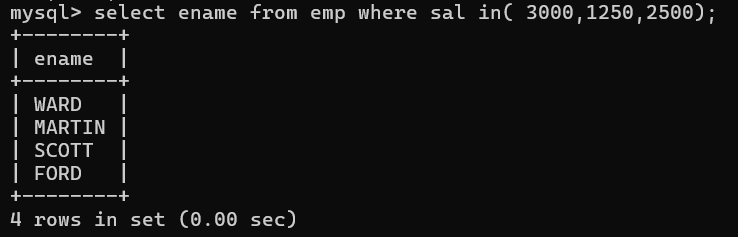 mysql> select ename from emp where sal in( 3000,1250,2500);
+--------+
| ename  |
+--------+
| WARD   |
| MARTIN |
| SCOTT  |
| FORD   |
+--------+
4 rows in set (0.00 sec)